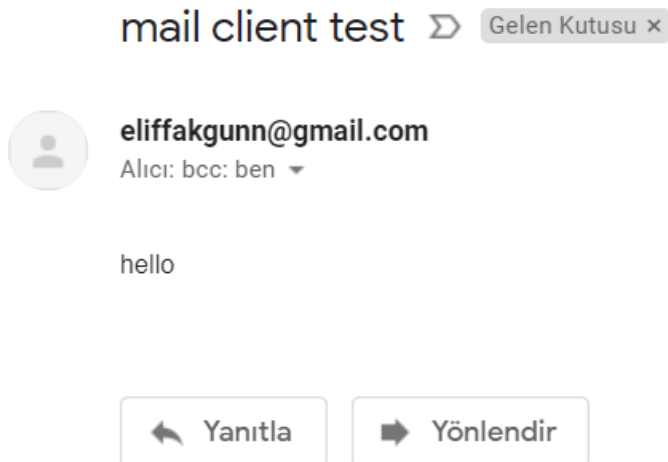 mail client test Gelen Kutusu ×
eliffakgunn@gmail.com
Alıcı: bcc: ben
hello
Yanıtla Yönlendir